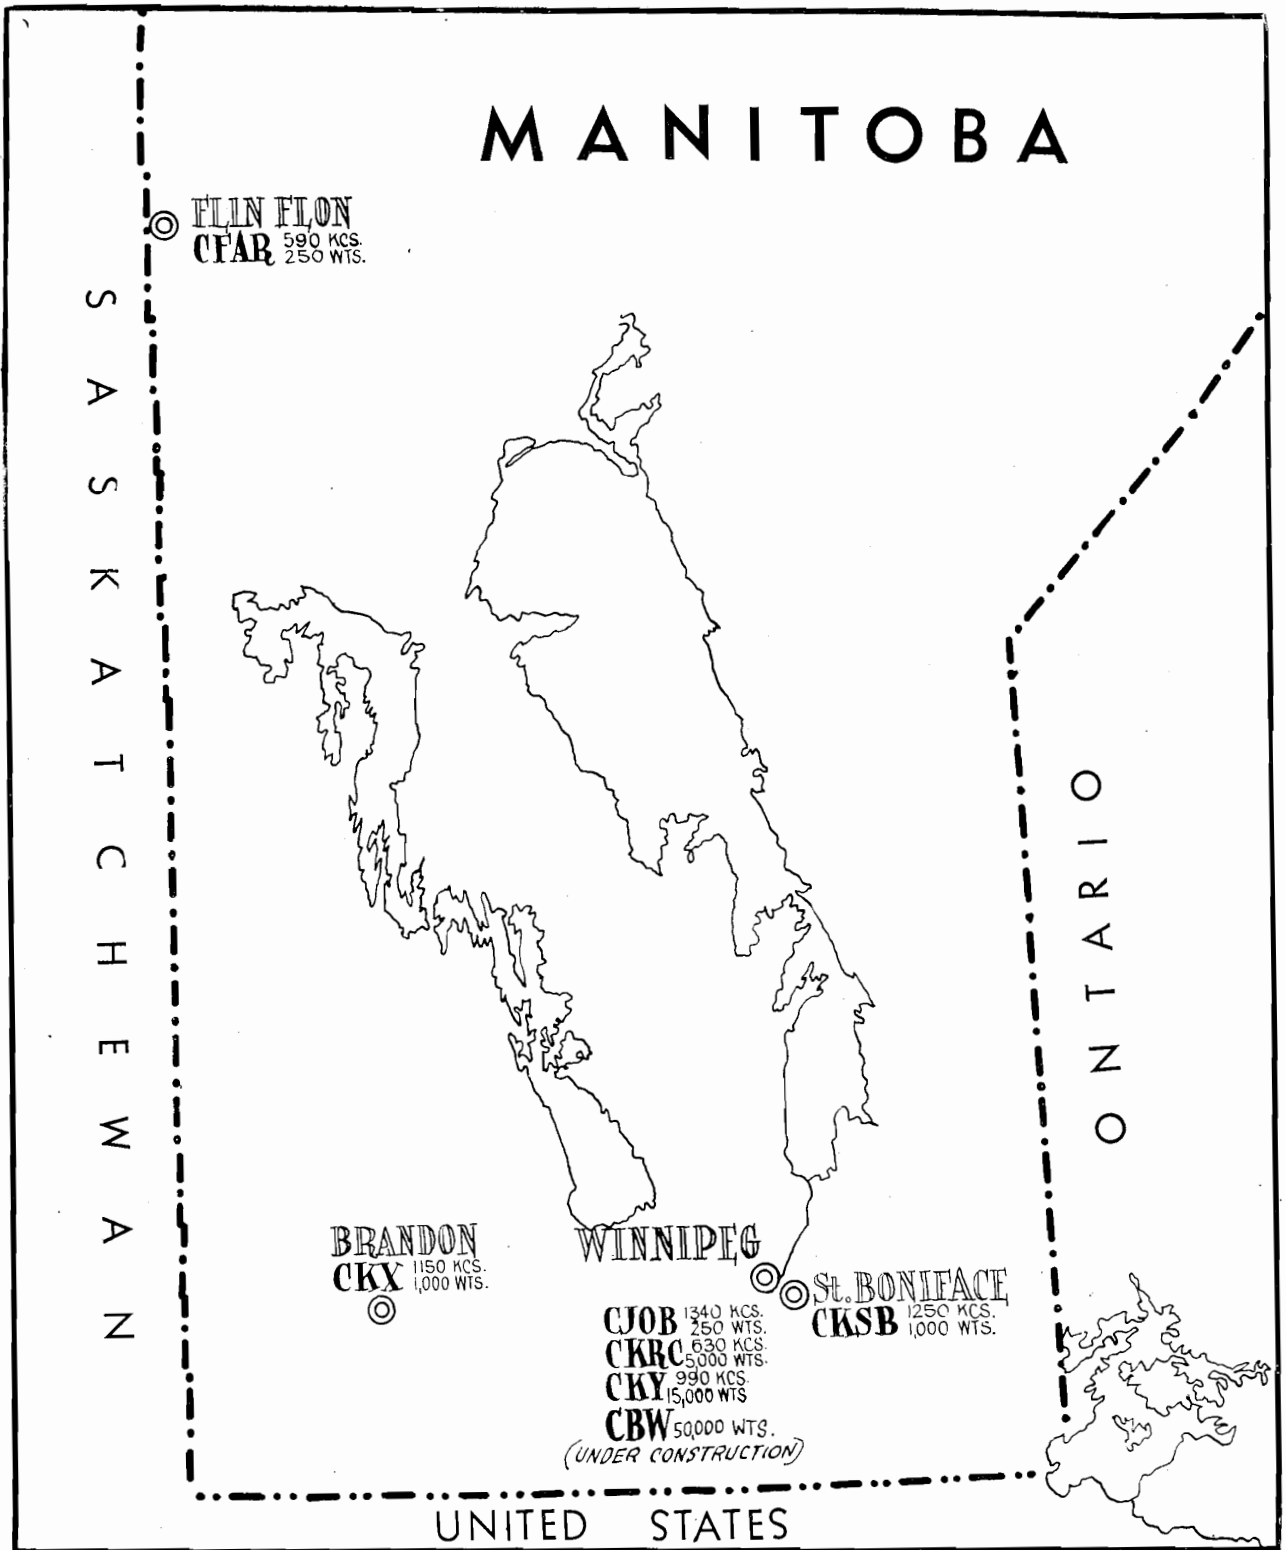 MANITOBA
FLIN FLON
CFAR 590 KCS.
250 WTS.
SASKATCHEWAN
ONTARIO
BRANDON
CKX 1150 KCS.
1,000 WTS.
WINNIPEG
CJOB 1340 KCS.
250 WTS.
CKRC 630 KCS.
5000 WTS.
CKY 990 KCS.
15,000 WTS
CBW 50,000 WTS.
(UNDER CONSTRUCTION)
St. BONIFACE
CKSB 1250 KCS.
1,000 WTS.
UNITED STATES